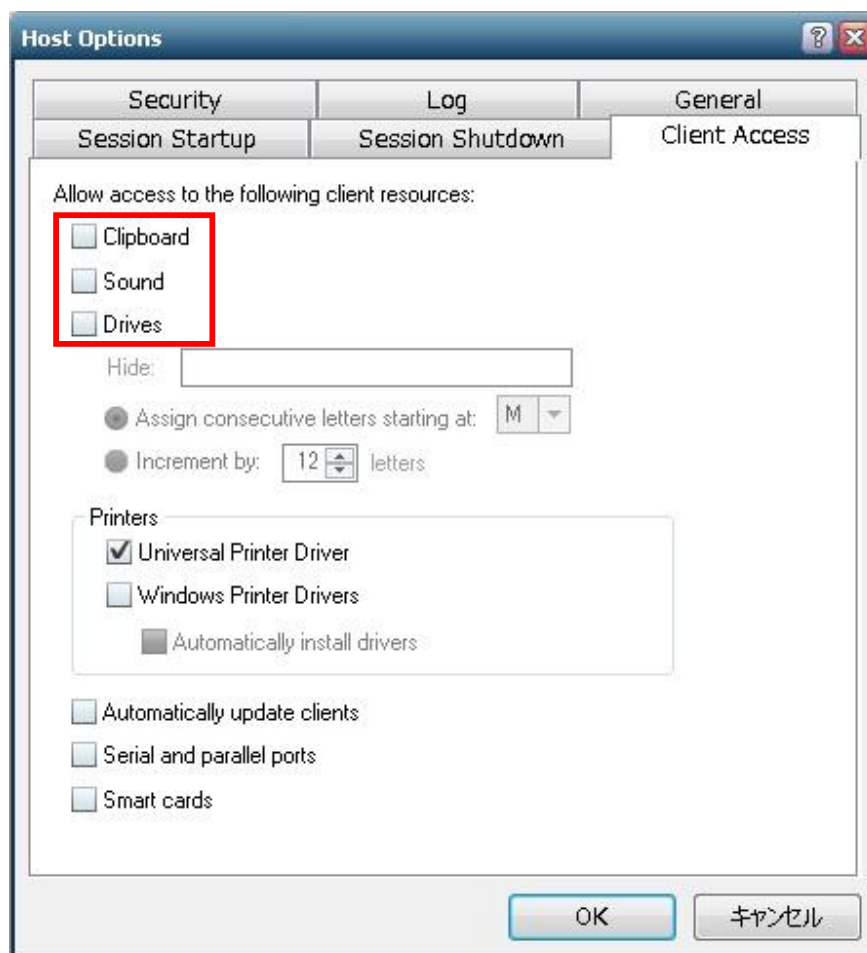 Host Options
Security Log General
Session Startup Session Shutdown Client Access
Allow access to the following client resources:
Clipboard
Sound
Drives
Hide:
Assign consecutive letters starting at: M
Increment by: 12 letters
Printers
Universal Printer Driver
Windows Printer Drivers
Automatically install drivers
Automatically update clients
Serial and parallel ports
Smart cards
OK キャンセル